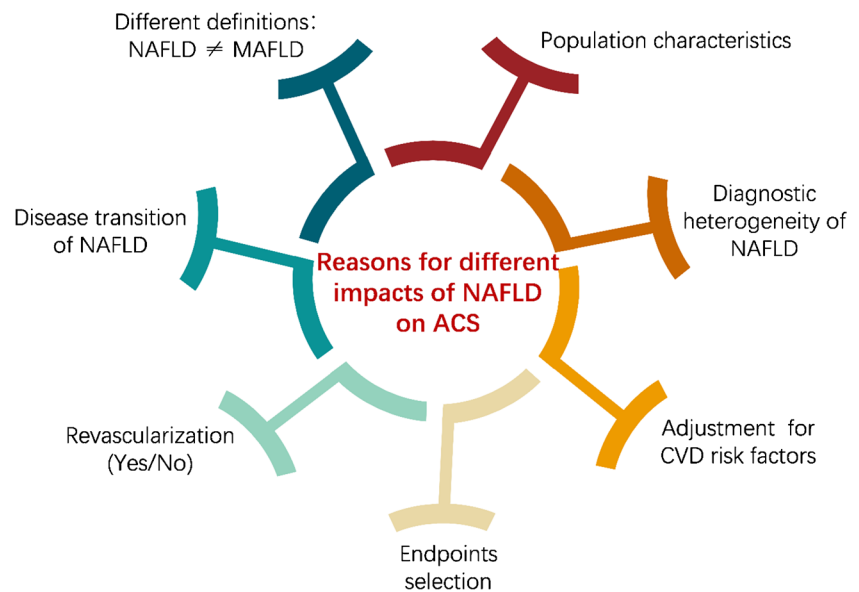 Different definitions:
NAFLD ≠ MAFLD
Population characteristics
Diagnostic
heterogeneity of
NAFLD
Disease transition
of NAFLD
Reasons for different
impacts of NAFLD
on ACS
Revascularization
(Yes/No)
Adjustment for
CVD risk factors
Endpoints
selection